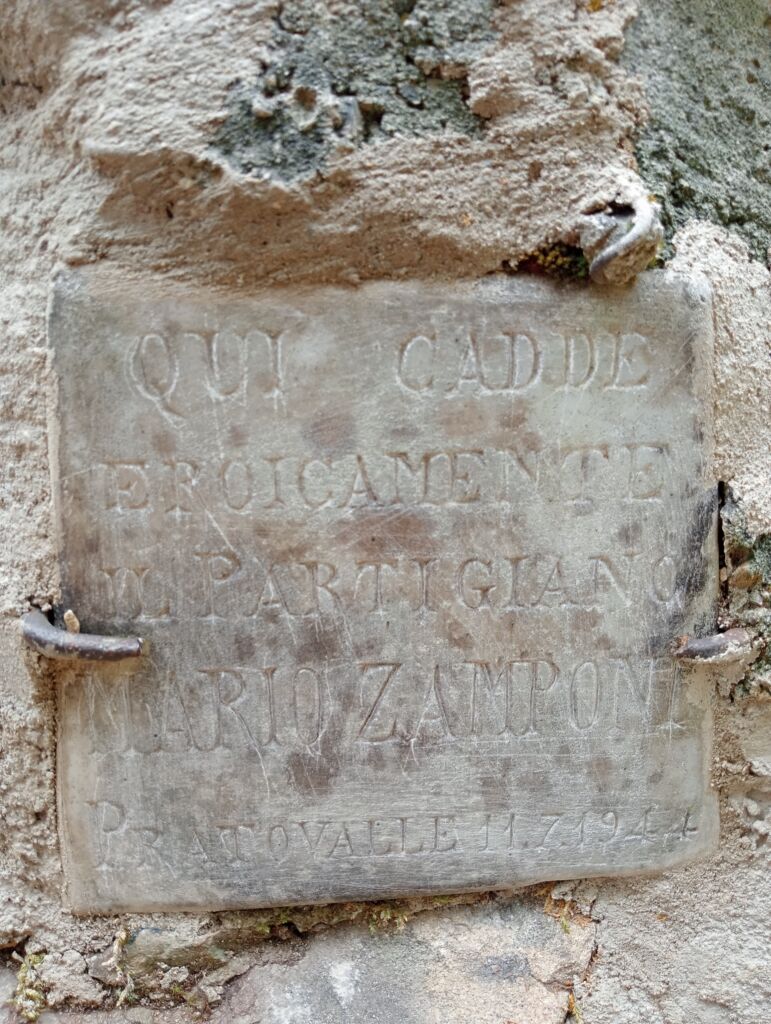 QUI CADDE
EROICAMENTE
IL PARTIGIANO
MARIO ZAMPONI
PRATOVALLE 11.7.1944